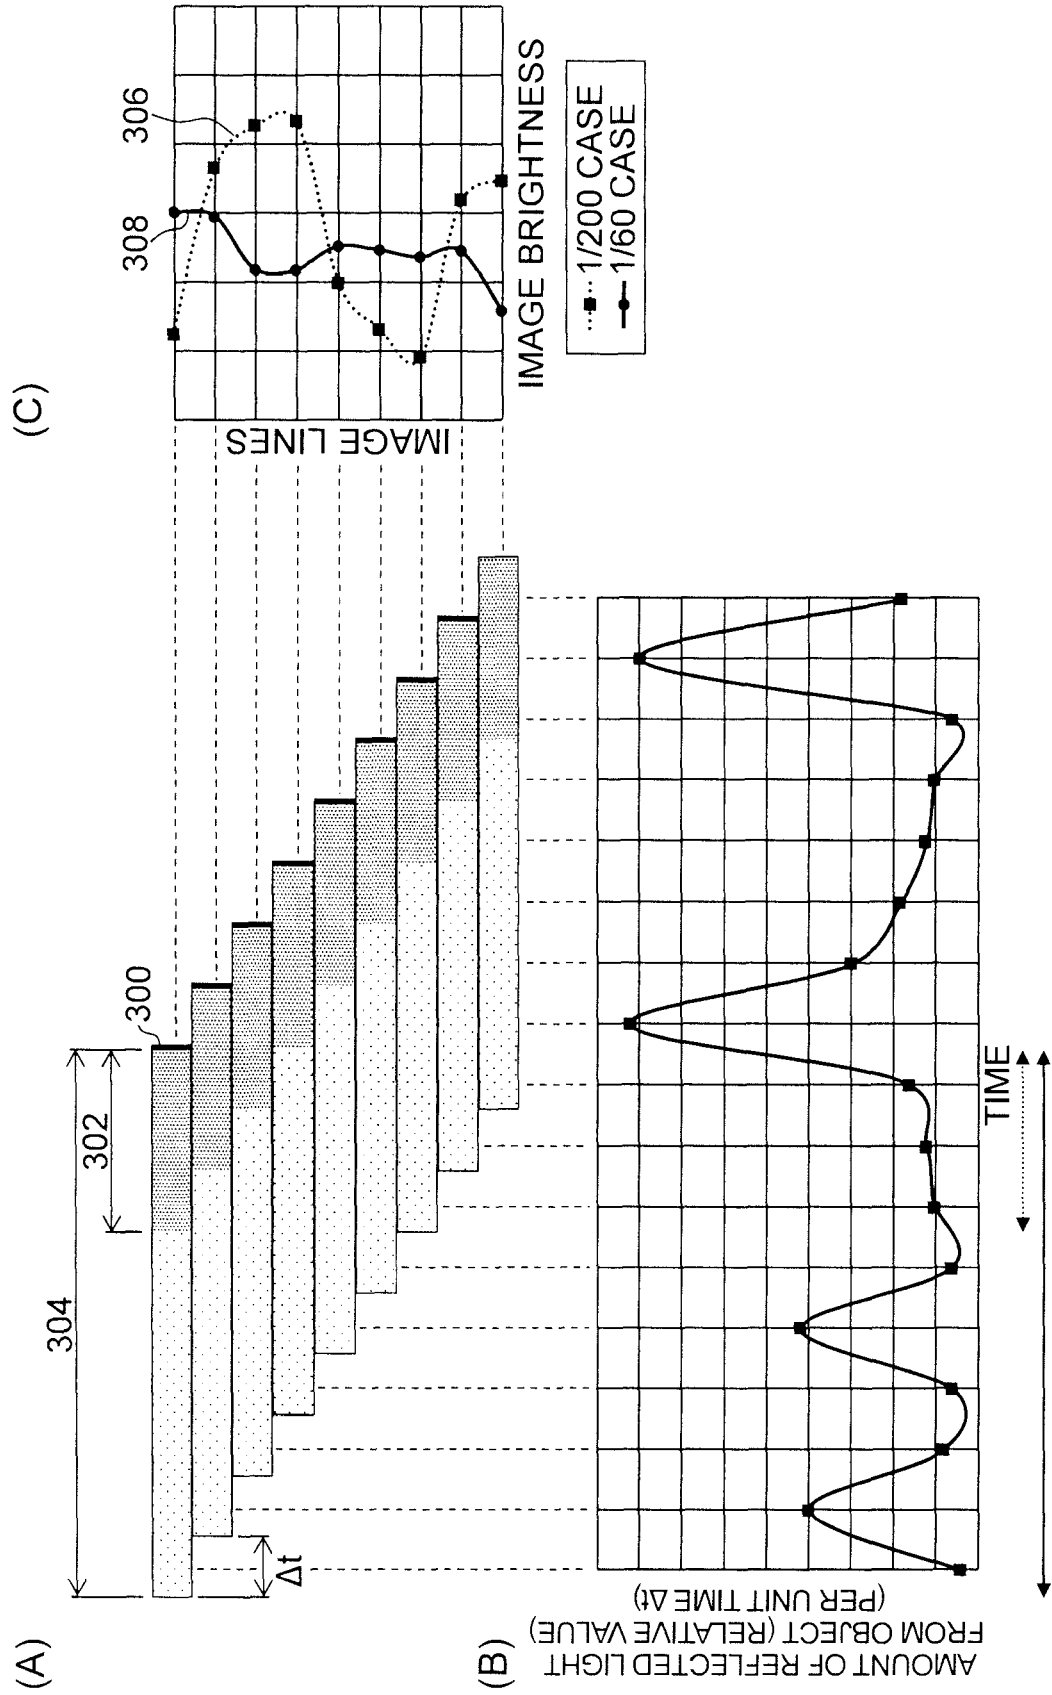 (A)
304
302
300
Δt
(B)
AMOUNT OF REFLECTED LIGHT
FROM OBJECT (RELATIVE VALUE)
(PER UNIT TIME Δt)
TIME
(C)
308
306
IMAGE LINES
IMAGE BRIGHTNESS
1/200 CASE
1/60 CASE